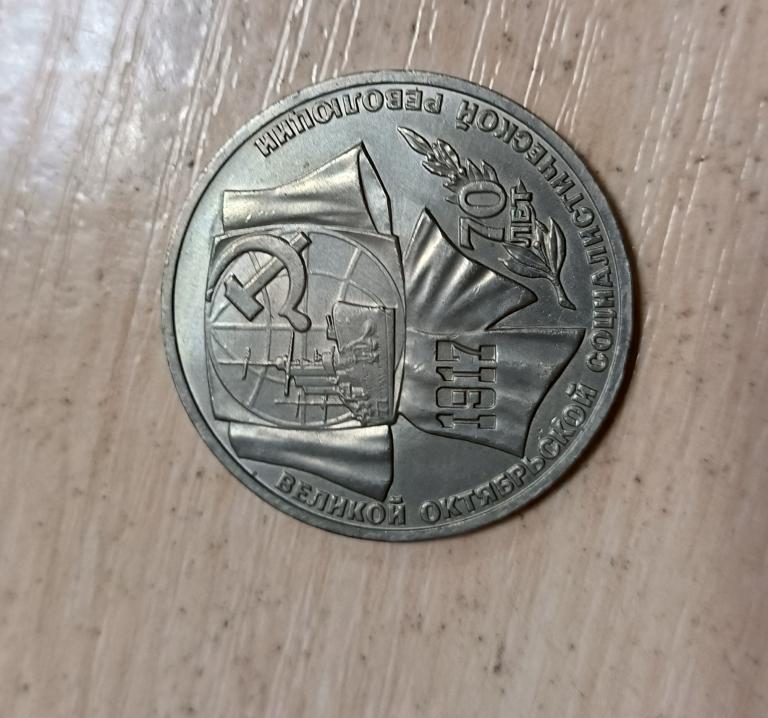 ВЕЛИКОЙ ОКТЯБРЬСКОЙ СОЦИАЛИСТИЧЕСКОЙ РЕВОЛЮЦИИ
70
ЛЕТ
1917